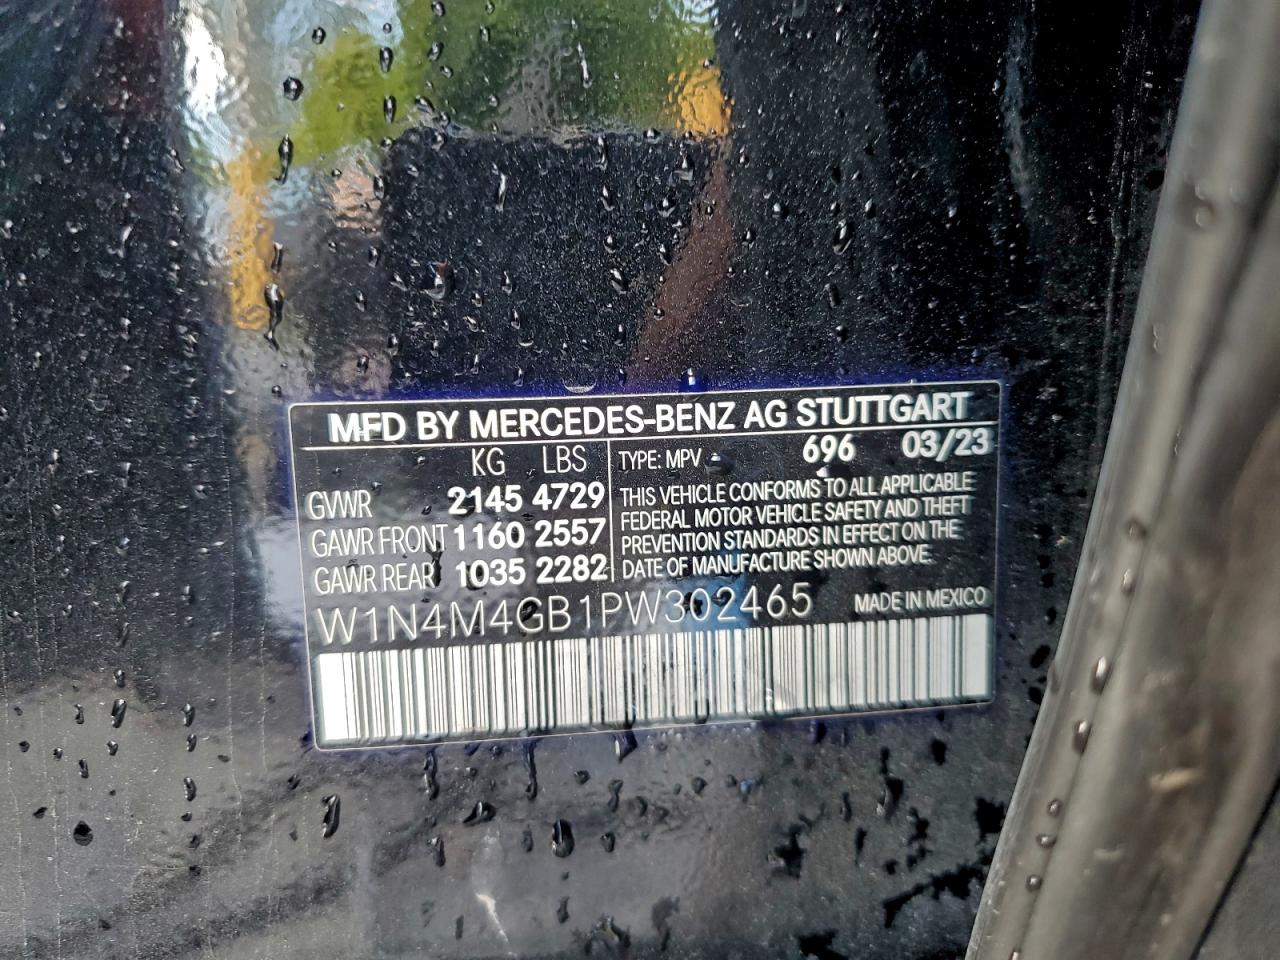 MFD BY MERCEDES-BENZ AG STUTTGART
KG LBS
GVWR 2145 4729
GAWR FRONT 1160 2557
GAWR REAR 1035 2282
TYPE: MPV 696 03/23
THIS VEHICLE CONFORMS TO ALL APPLICABLE
FEDERAL MOTOR VEHICLE SAFETY AND THEFT
PREVENTION STANDARDS IN EFFECT ON THE
DATE OF MANUFACTURE SHOWN ABOVE.
W1N4M4GB1PW302465 MADE IN MEXICO